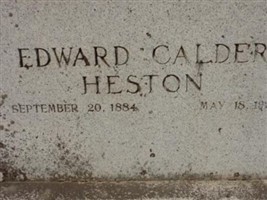 EDWARD CALDER
HESTON
SEPTEMBER 20, 1884 MAY 18,